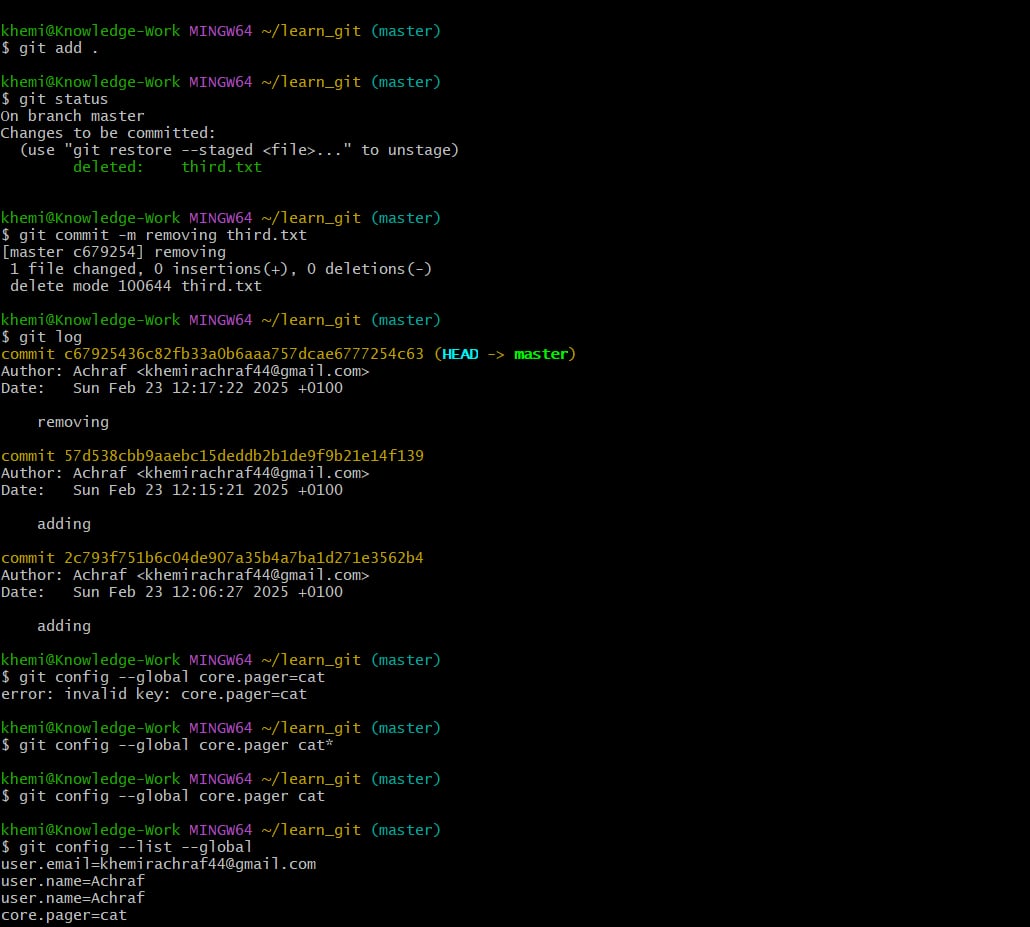 khemi@Knowledge-Work MINGW64 ~/learn_git (master)
$ git add .
khemi@Knowledge-Work MINGW64 ~/learn_git (master)
$ git status
On branch master
Changes to be committed:
  (use "git restore --staged <file>..." to unstage)
        deleted:    third.txt
khemi@Knowledge-Work MINGW64 ~/learn_git (master)
$ git commit -m removing third.txt
[master c679254] removing
 1 file changed, 0 insertions(+), 0 deletions(-)
 delete mode 100644 third.txt
khemi@Knowledge-Work MINGW64 ~/learn_git (master)
$ git log
commit c67925436c82fb33a0b6aaa757dcae6777254c63 (HEAD -> master)
Author: Achraf <khemirachraf44@gmail.com>
Date:   Sun Feb 23 12:17:22 2025 +0100
    removing
commit 57d538cbb9aaebc15deddb2b1de9f9b21e14f139
Author: Achraf <khemirachraf44@gmail.com>
Date:   Sun Feb 23 12:15:21 2025 +0100
    adding
commit 2c793f751b6c04de907a35b4a7ba1d271e3562b4
Author: Achraf <khemirachraf44@gmail.com>
Date:   Sun Feb 23 12:06:27 2025 +0100
    adding
khemi@Knowledge-Work MINGW64 ~/learn_git (master)
$ git config --global core.pager=cat
error: invalid key: core.pager=cat
khemi@Knowledge-Work MINGW64 ~/learn_git (master)
$ git config --global core.pager cat*
khemi@Knowledge-Work MINGW64 ~/learn_git (master)
$ git config --global core.pager cat
khemi@Knowledge-Work MINGW64 ~/learn_git (master)
$ git config --list --global
user.email=khemirachraf44@gmail.com
user.name=Achraf
user.name=Achraf
core.pager=cat